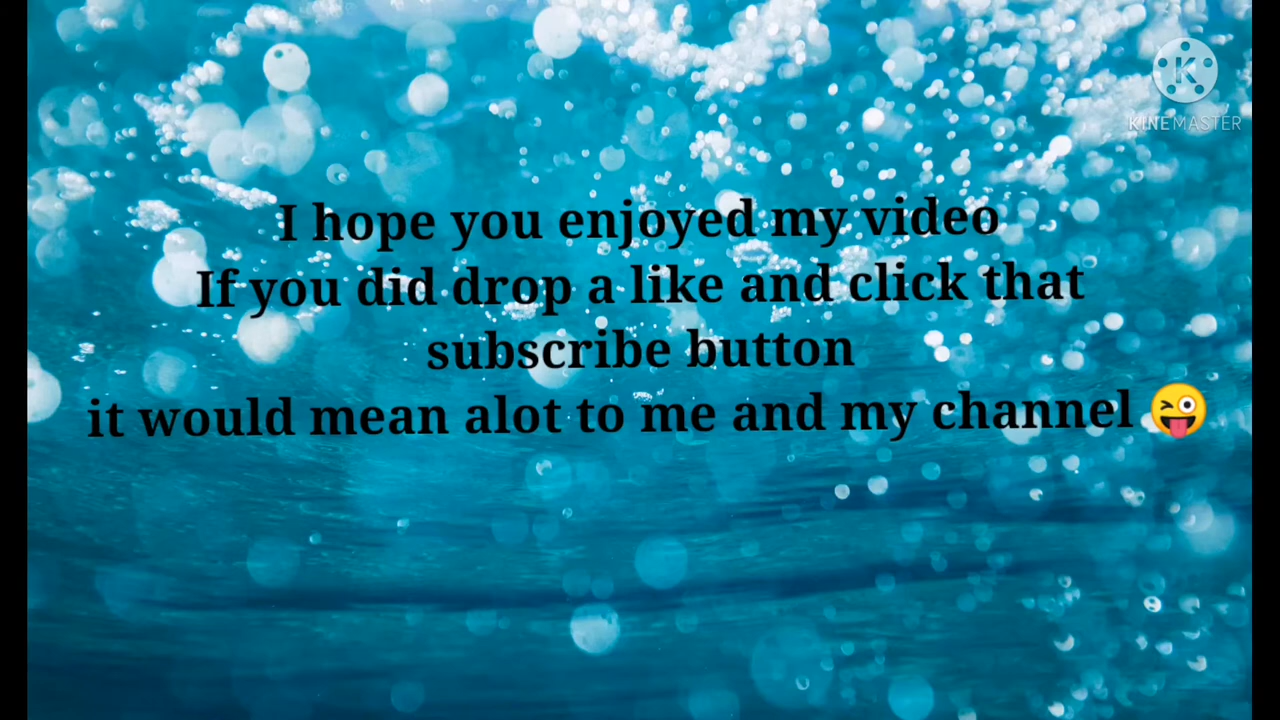 K
KINEMASTER
I hope you enjoyed my video
If you did drop a like and click that
subscribe button
it would mean alot to me and my channel 😜